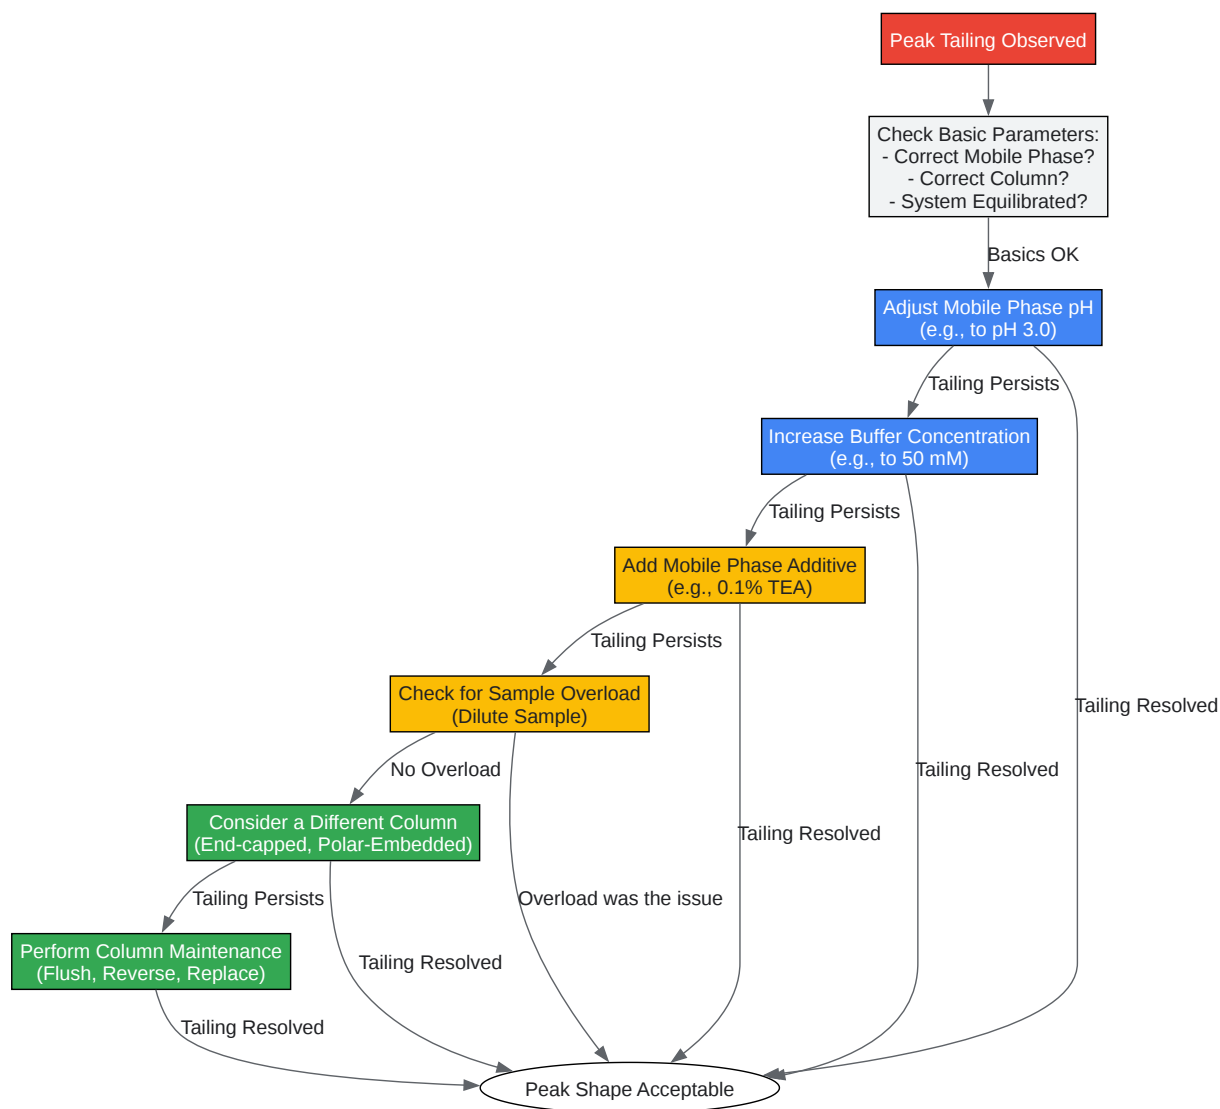 Peak Tailing Observed
Check Basic Parameters:
- Correct Mobile Phase?
- Correct Column?
- System Equilibrated?
Basics OK
Adjust Mobile Phase pH
(e.g., to pH 3.0)
Tailing Persists
Increase Buffer Concentration
(e.g., to 50 mM)
Tailing Persists
Add Mobile Phase Additive
(e.g., 0.1% TEA)
Tailing Persists
Check for Sample Overload
(Dilute Sample)
Tailing Resolved
No Overload
Tailing Resolved
Consider a Different Column
(End-capped, Polar-Embedded)
Tailing Resolved
Tailing Persists
Overload was the issue
Perform Column Maintenance
(Flush, Reverse, Replace)
Tailing Resolved
Tailing Resolved
Peak Shape Acceptable